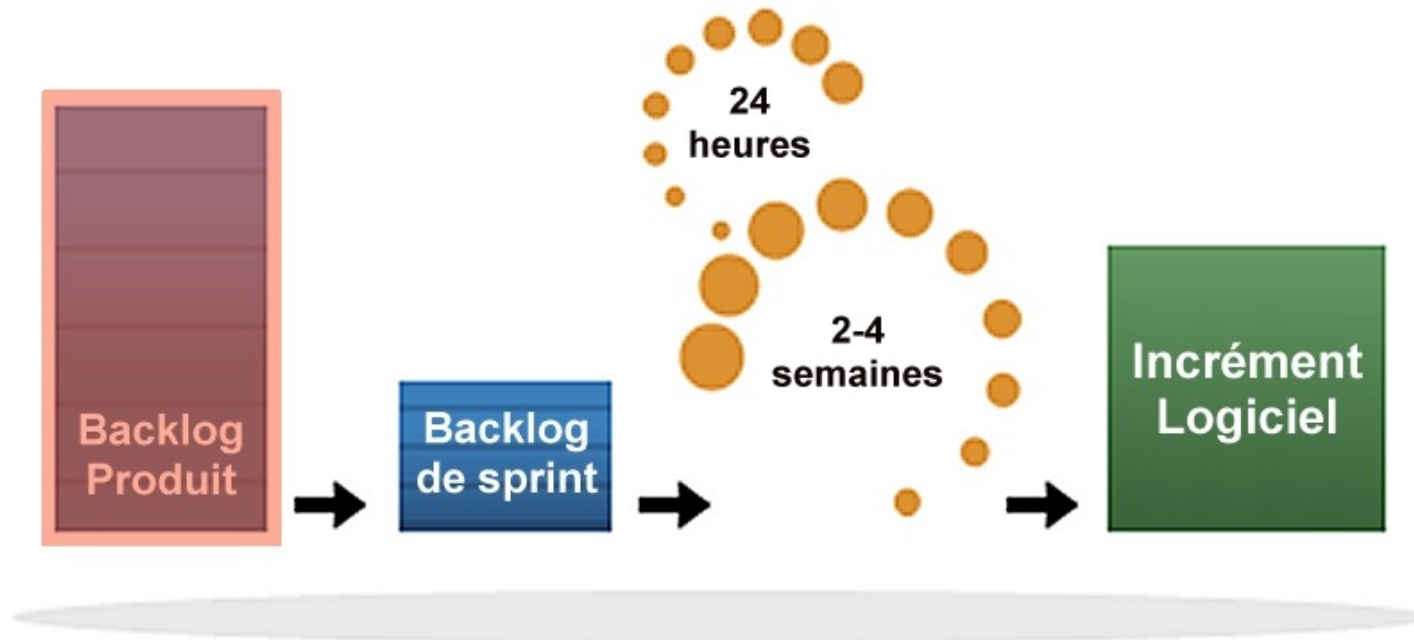 24
heures
2-4
semaines
Backlog
Produit
Backlog
de sprint
Incrément
Logiciel